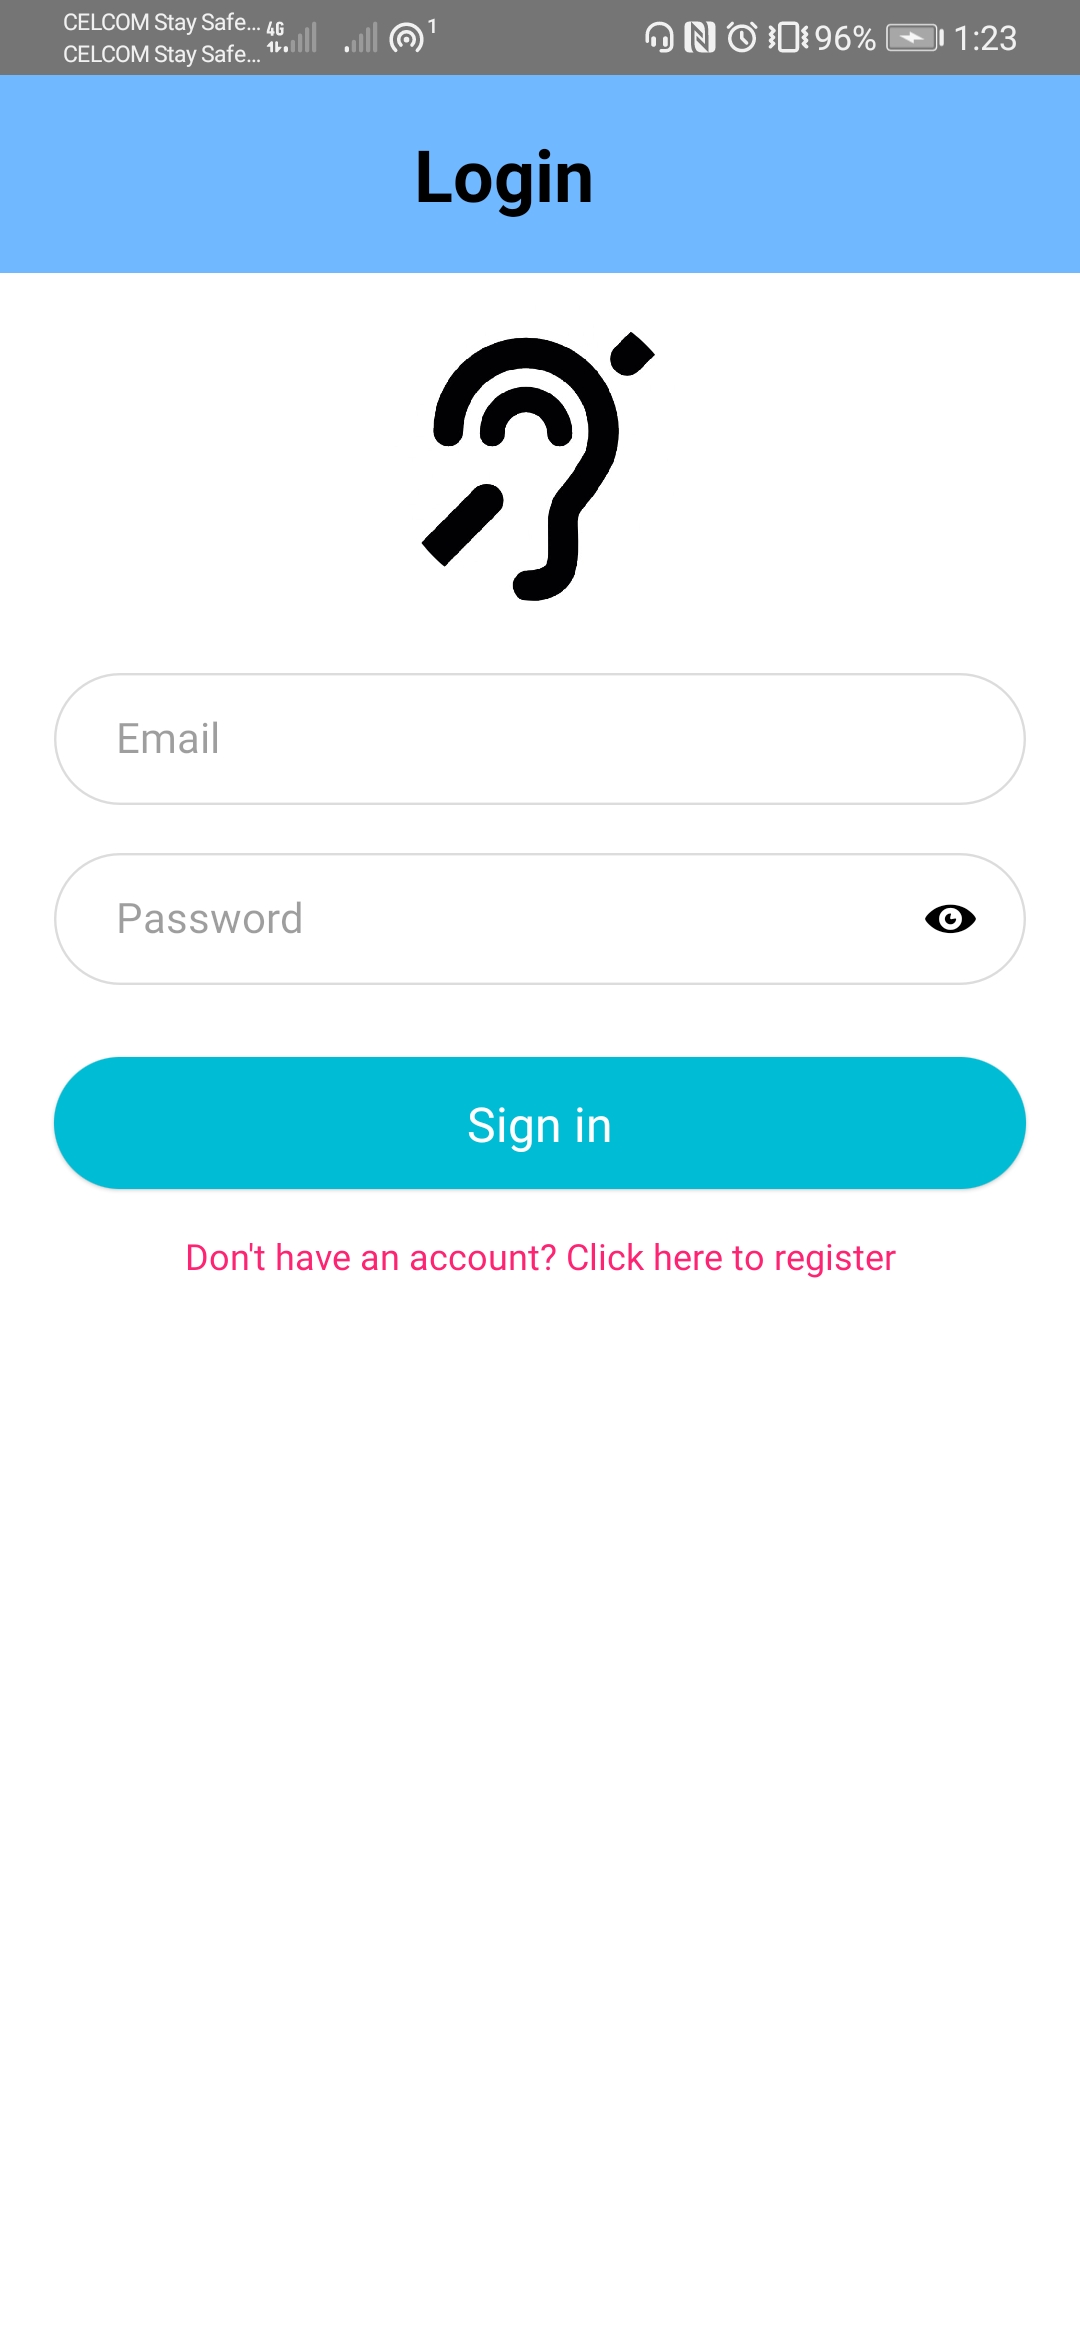 CELCOM Stay Safe... 4G 1 96% 1:23
CELCOM Stay Safe...
Login
Email
Password
Sign in
Don't have an account? Click here to register